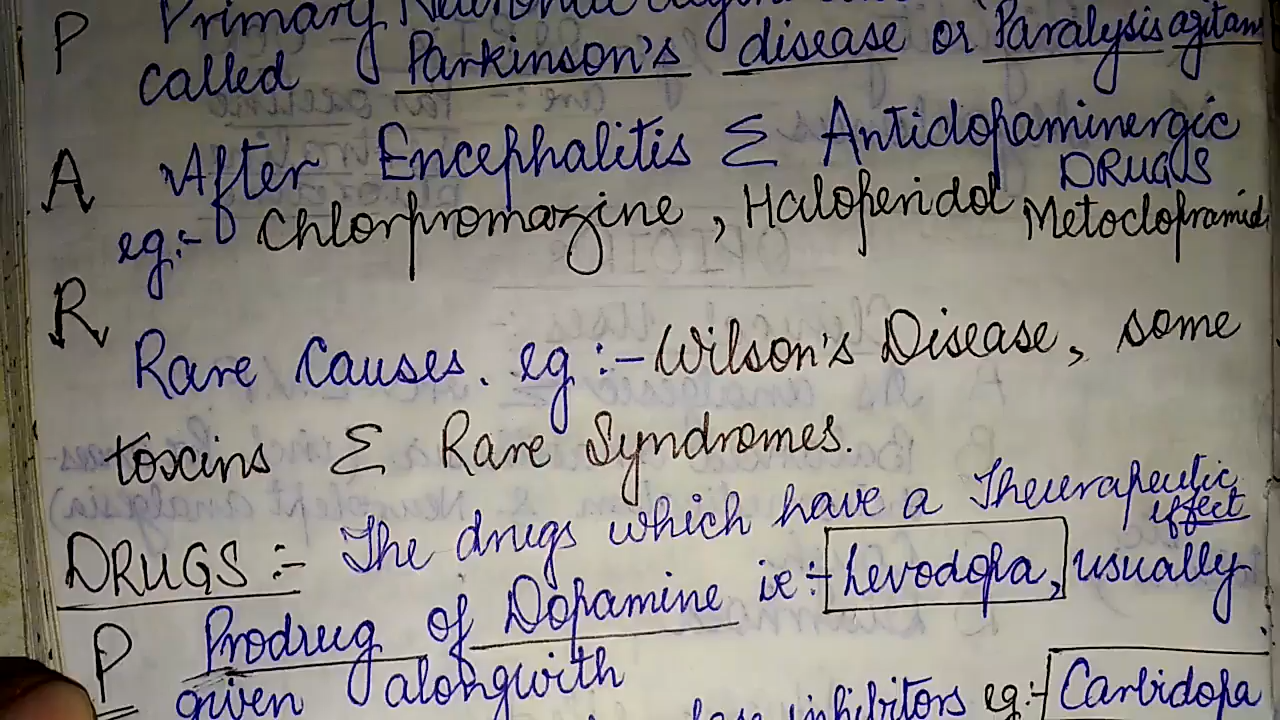 P Primary
called Parkinson's disease or Paralysis agitans
A After Encephalitis Σ Antidopaminergic
DRUGS
eg:- Chlorpromazine, Haloperidol Metoclopramid
R
Rare Causes. eg:- Wilson's Disease, some
toxins Σ Rare Syndromes.
DRUGS:- The drugs which have a Theurapeutic
effect
P Prodrug of Dopamine ie:- Levodopa, usually
given alongwith
inhibitors eg:- Carbidopa